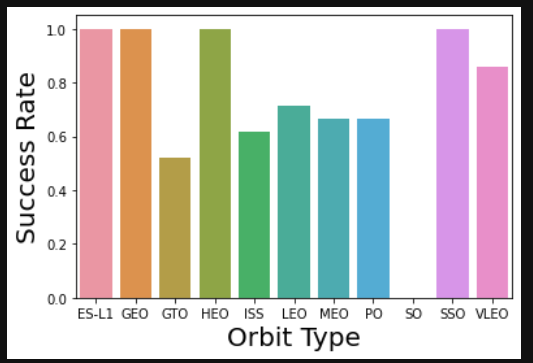 Success Rate
1.0
0.8
0.6
0.4
0.2
0.0
ES-L1 GEO GTO HEO ISS LEO MEO PO SO SSO VLEO
Orbit Type